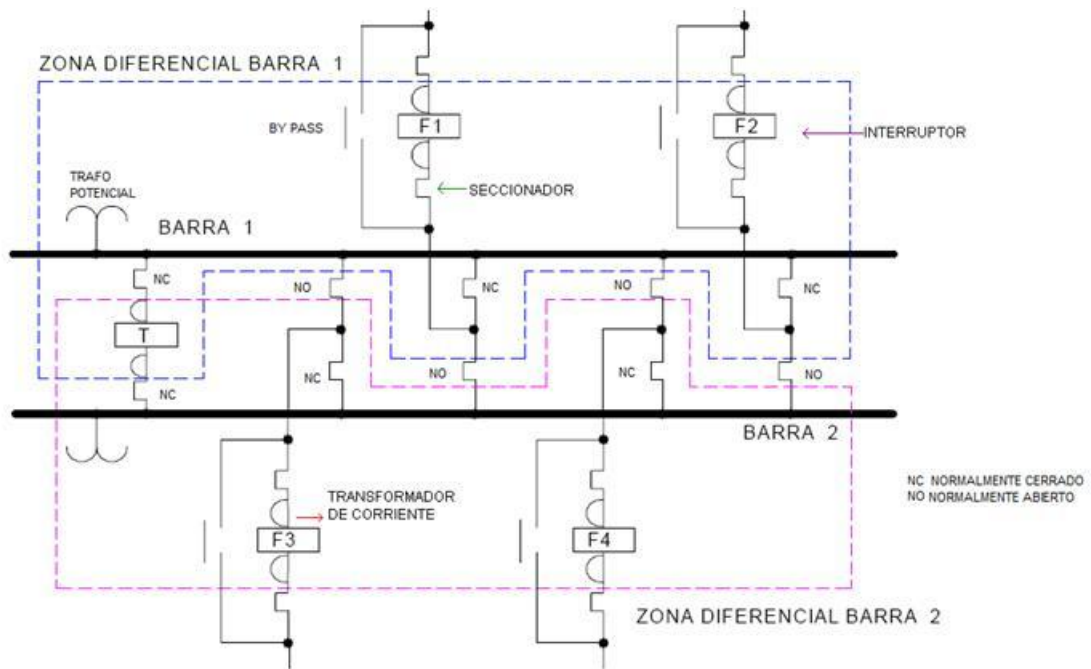 ZONA DIFERENCIAL BARRA 1
BY PASS
F1
F2
INTERRUPTOR
TRAFO
POTENCIAL
SECCIONADOR
BARRA 1
NC
NO
NC
NO
NC
T
NC
NC
NO
NC
NO
BARRA 2
NC NORMALMENTE CERRADO
NO NORMALMENTE ABIERTO
TRANSFORMADOR
DE CORRIENTE
F3
F4
ZONA DIFERENCIAL BARRA 2